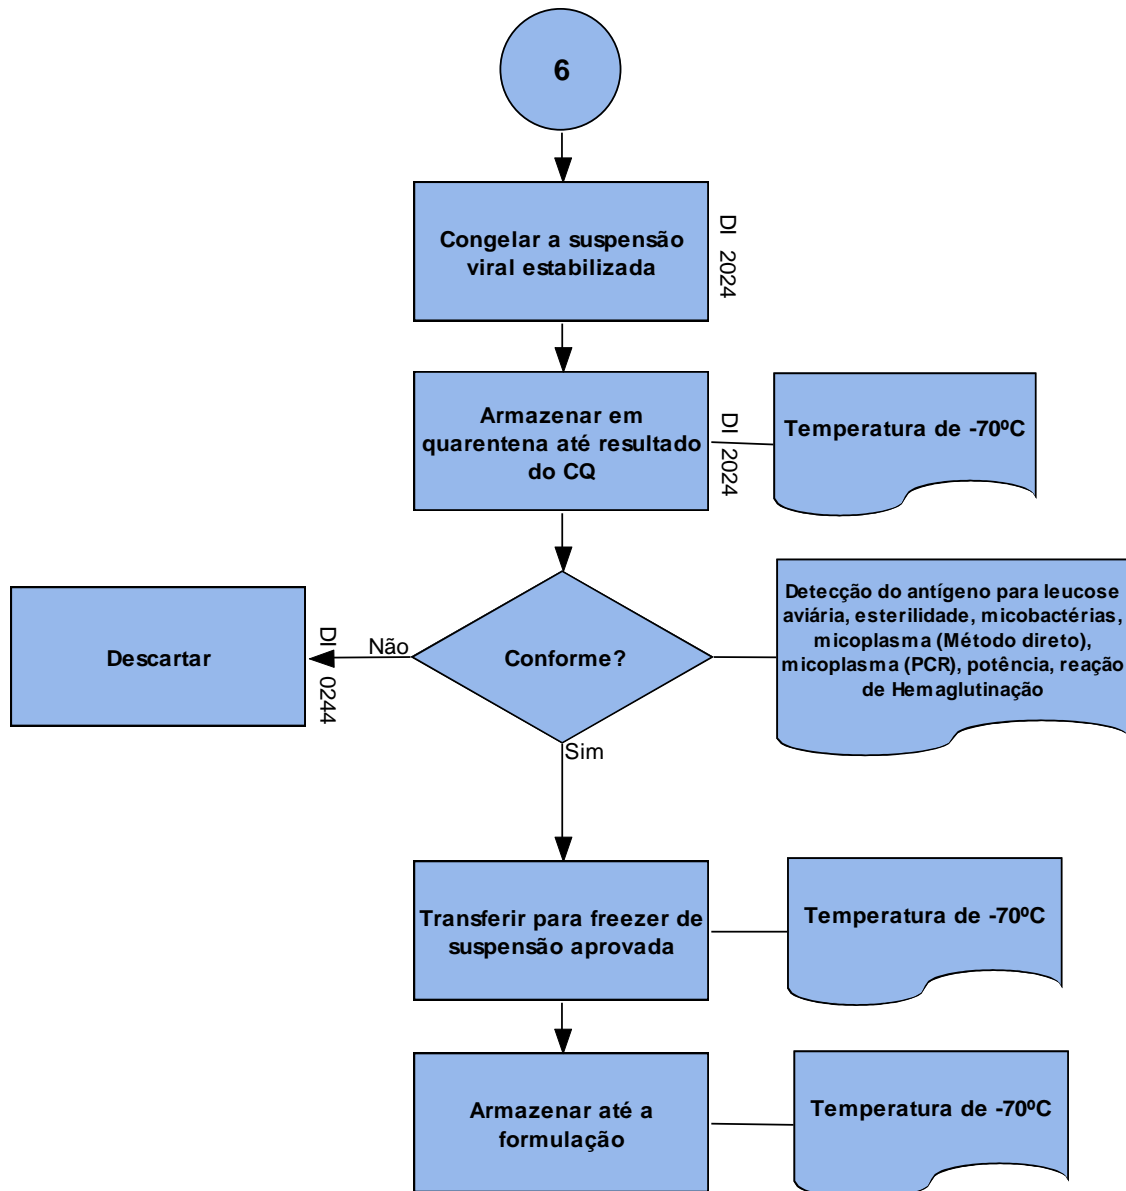 6
Congelar a suspensão
viral estabilizada
DI 2024
Armazenar em
quarentena até resultado
do CQ
DI 2024
Temperatura de -70ºC
Descartar
DI 0244
Não
Conforme?
Detecção do antígeno para leucose
aviária, esterilidade, micobactérias,
micoplasma (Método direto),
micoplasma (PCR), potência, reação
de Hemaglutinação
Sim
Transferir para freezer de
suspensão aprovada
Temperatura de -70ºC
Armazenar até a
formulação
Temperatura de -70ºC